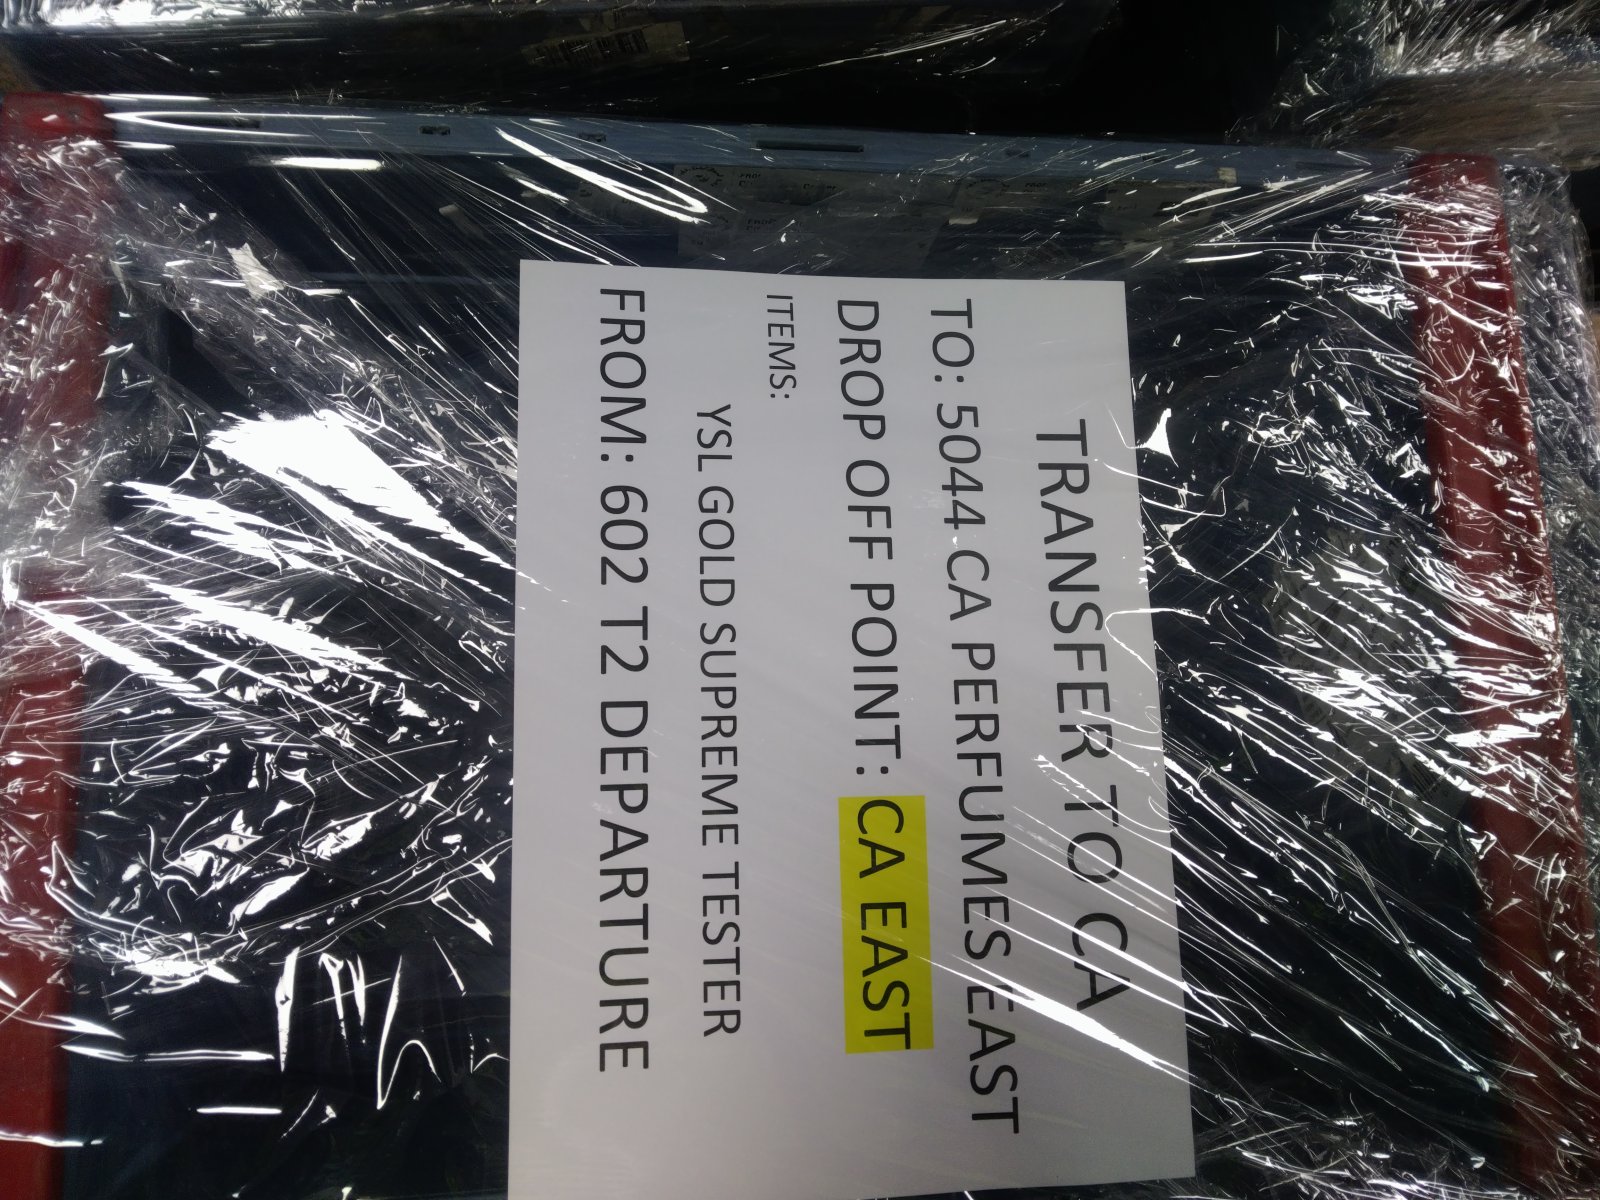 TRANSFER TO CA
TO: 5044 CA PERFUMES EAST
DROP OFF POINT: CA EAST
ITEMS:
YSL GOLD SUPREME TESTER
FROM: 602 T2 DEPARTURE